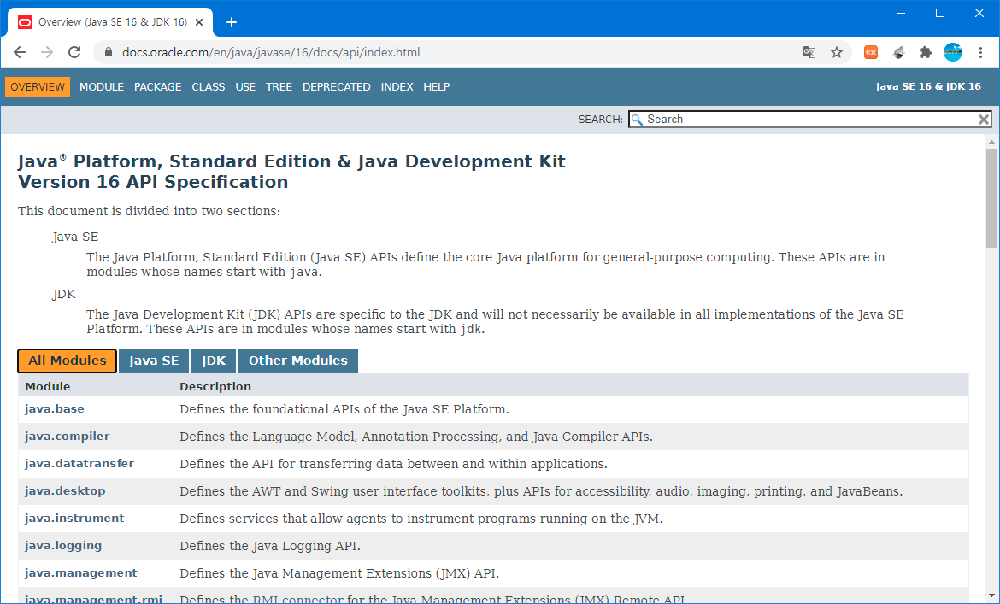 Overview (Java SE 16 & JDK 16)
docs.oracle.com/en/java/javase/16/docs/api/index.html
EX
OVERVIEW MODULE PACKAGE CLASS USE TREE DEPRECATED INDEX HELP
Java SE 16 & JDK 16
SEARCH: Search
Java® Platform, Standard Edition & Java Development Kit
Version 16 API Specification
This document is divided into two sections:
Java SE
The Java Platform, Standard Edition (Java SE) APIs define the core Java platform for general-purpose computing. These APIs are in
modules whose names start with java.
JDK
The Java Development Kit (JDK) APIs are specific to the JDK and will not necessarily be available in all implementations of the Java SE
Platform. These APIs are in modules whose names start with jdk.
All Modules Java SE JDK Other Modules
Module Description
java.base Defines the foundational APIs of the Java SE Platform.
java.compiler Defines the Language Model, Annotation Processing, and Java Compiler APIs.
java.datatransfer Defines the API for transferring data between and within applications.
java.desktop Defines the AWT and Swing user interface toolkits, plus APIs for accessibility, audio, imaging, printing, and JavaBeans.
java.instrument Defines services that allow agents to instrument programs running on the JVM.
java.logging Defines the Java Logging API.
java.management Defines the Java Management Extensions (JMX) API.
java.management.rmi Defines the RMI connector for the Java Management Extensions (JMX) Remote API.